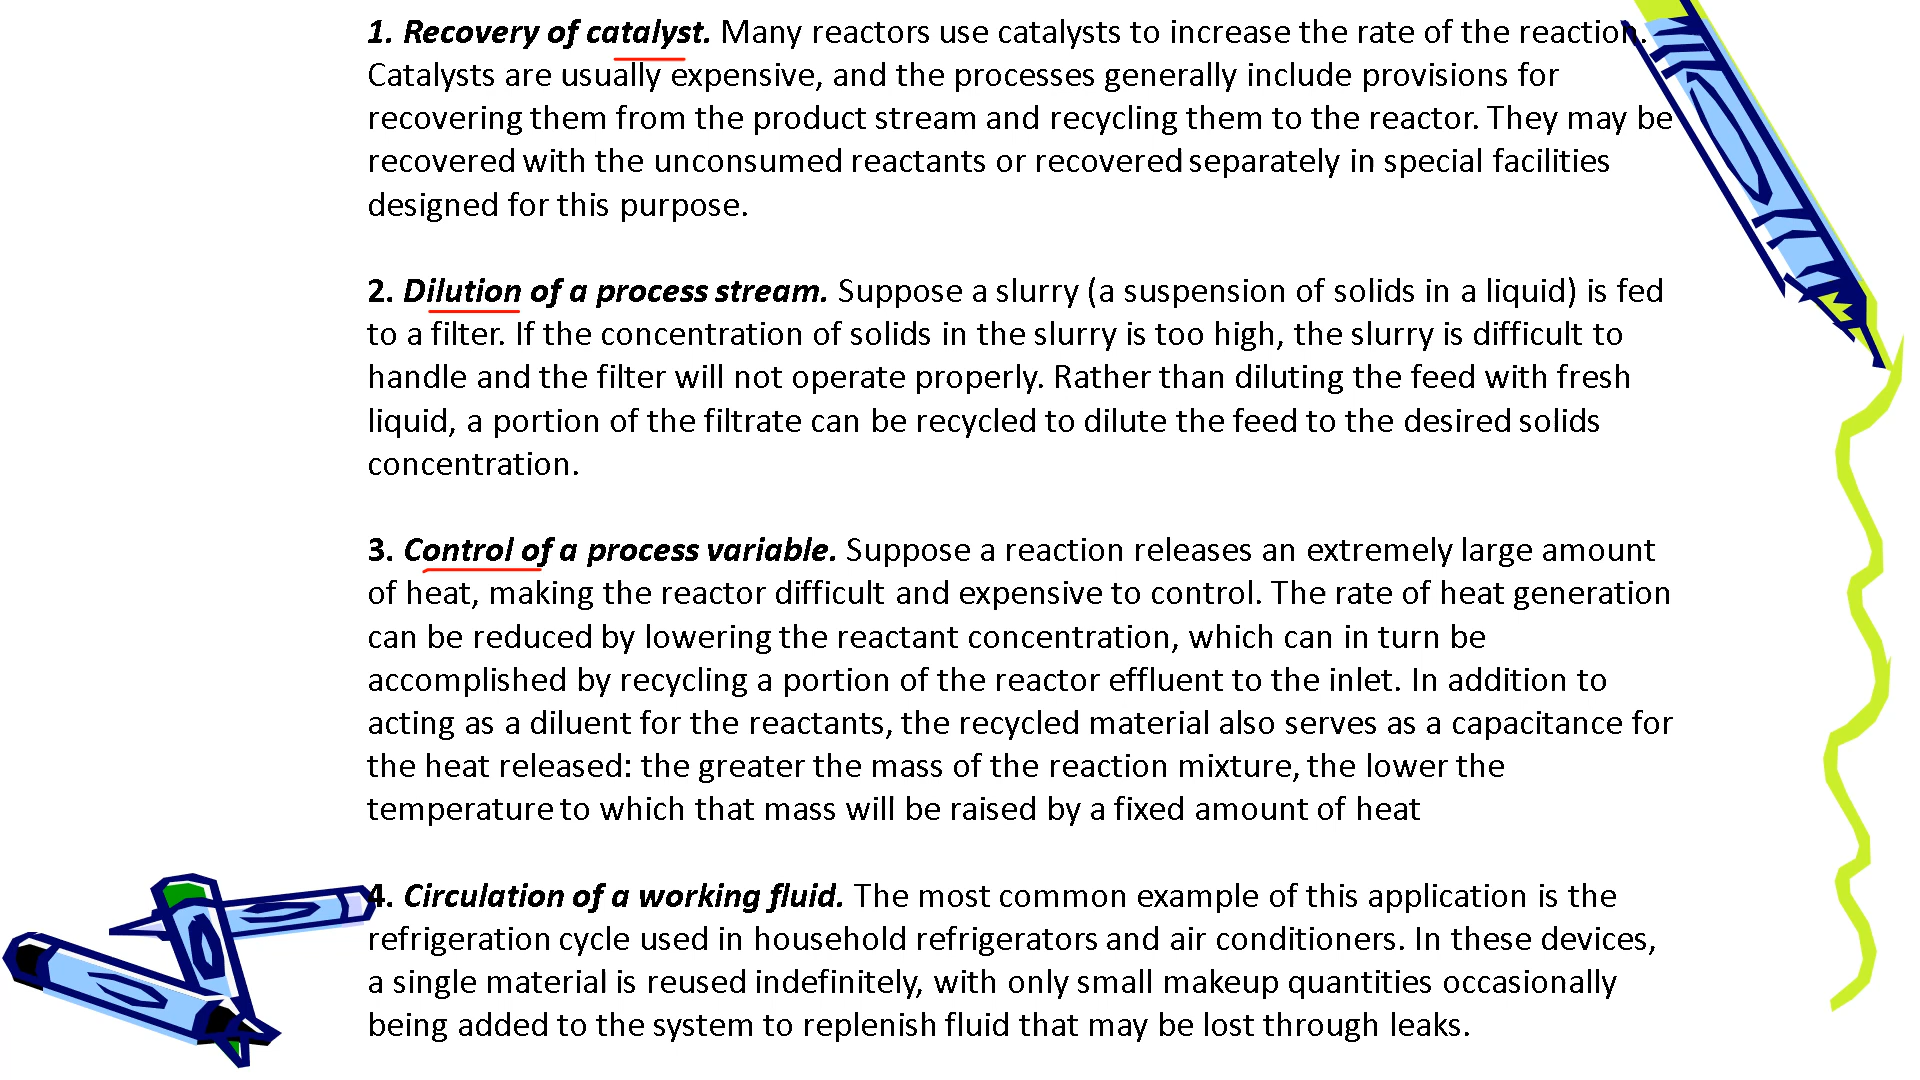 1. Recovery of catalyst. Many reactors use catalysts to increase the rate of the reaction.
Catalysts are usually expensive, and the processes generally include provisions for
recovering them from the product stream and recycling them to the reactor. They may be
recovered with the unconsumed reactants or recovered separately in special facilities
designed for this purpose.
2. Dilution of a process stream. Suppose a slurry (a suspension of solids in a liquid) is fed
to a filter. If the concentration of solids in the slurry is too high, the slurry is difficult to
handle and the filter will not operate properly. Rather than diluting the feed with fresh
liquid, a portion of the filtrate can be recycled to dilute the feed to the desired solids
concentration.
3. Control of a process variable. Suppose a reaction releases an extremely large amount
of heat, making the reactor difficult and expensive to control. The rate of heat generation
can be reduced by lowering the reactant concentration, which can in turn be
accomplished by recycling a portion of the reactor effluent to the inlet. In addition to
acting as a diluent for the reactants, the recycled material also serves as a capacitance for
the heat released: the greater the mass of the reaction mixture, the lower the
temperature to which that mass will be raised by a fixed amount of heat
4. Circulation of a working fluid. The most common example of this application is the
refrigeration cycle used in household refrigerators and air conditioners. In these devices,
a single material is reused indefinitely, with only small makeup quantities occasionally
being added to the system to replenish fluid that may be lost through leaks.